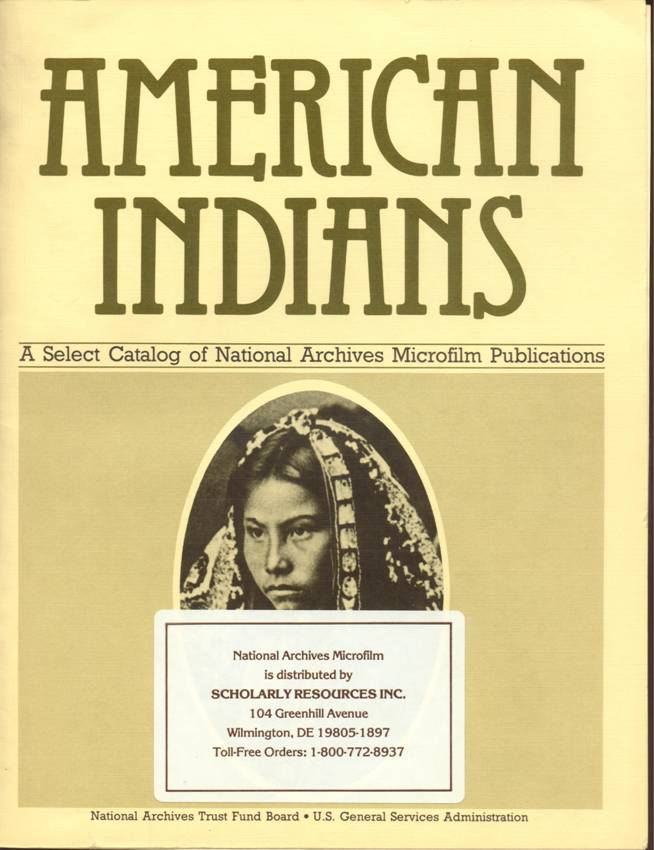 AMERICAN
INDIANS
A Select Catalog of National Archives Microfilm Publications
National Archives Microfilm
is distributed by
SCHOLARLY RESOURCES INC.
104 Greenhill Avenue
Wilmington, DE 19805-1897
Toll-Free Orders: 1-800-772-8937
National Archives Trust Fund Board • U.S. General Services Administration